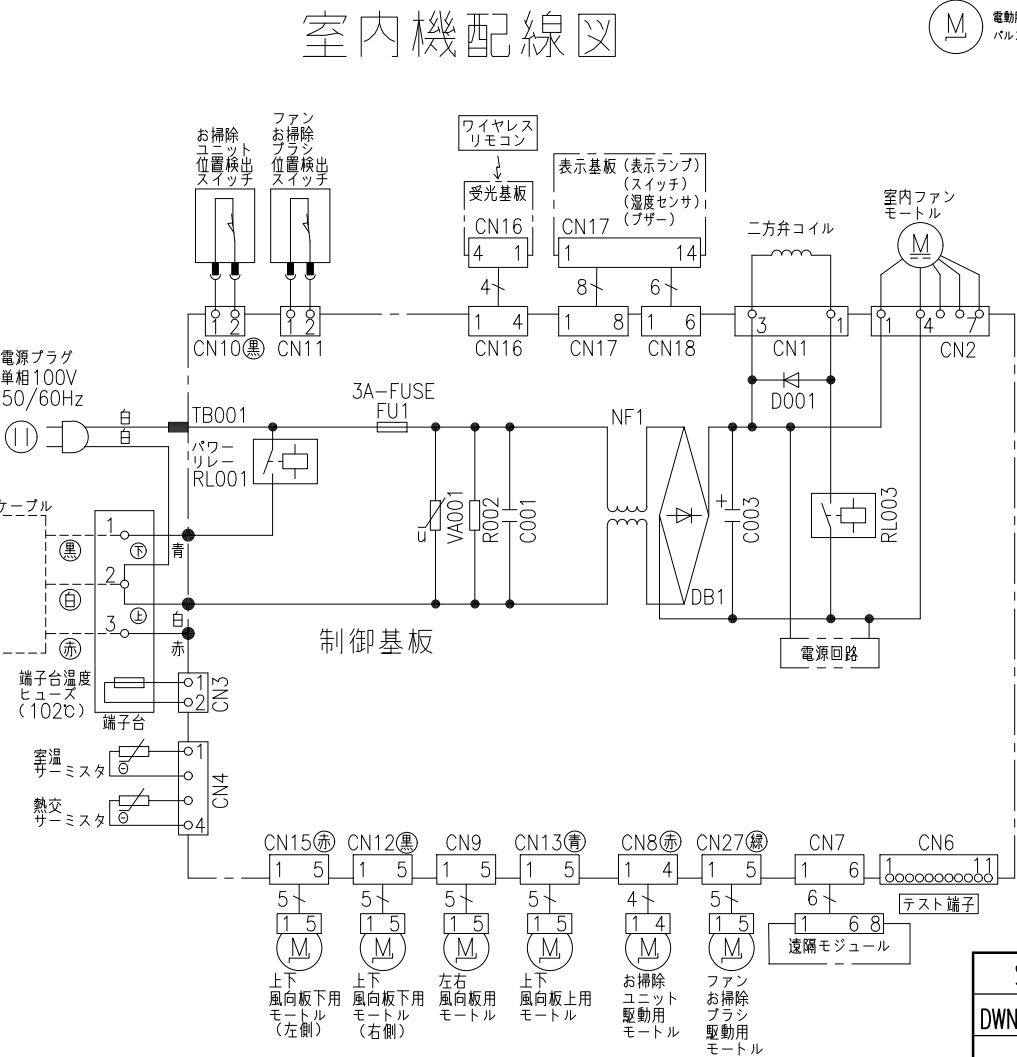 室内機配線図
M
お掃除
ユニット
位置検出
スイッチ
ファン
お掃除
ブラシ
位置検出
スイッチ
ワイヤレス
リモコン
受光基板
CN16
4 1
表示基板(表示ランプ)
(スイッチ)
(湿度センサ)
(ブザー)
CN17
1 14
二方弁コイル
室内ファン
モートル
M
4
8
6
1 2
CN10黒
1 2
CN11
1 4
CN16
1 8
CN17
1 6
CN18
3 1
CN1
1 4 7
CN2
電源プラグ
単相100V
50/60Hz
白
白
TB001
パワー
リレー
RL001
3A-FUSE
FU1
NF1
D001
VA001
u
R002
C001
DB1
+
C003
RL003
電源回路
ケーブル
黒
白
赤
1
2
3
下
上
青
白
赤
制御基板
端子台温度
ヒューズ
(102℃)
端子台
1
2
CN3
室温
サーミスタ
熱交
サーミスタ
1
4
CN4
CN15赤
1 5
5
1 5
M
上下
風向板下用
モートル
(左側)
CN12黒
1 5
5
1 5
M
上下
風向板下用
モートル
(右側)
CN9
1 5
5
1 5
M
左右
風向板用
モートル
CN13青
1 5
5
1 5
M
上下
風向板上用
モートル
CN8赤
1 4
4
1 4
M
お掃除
ユニット
駆動用
モートル
CN27緑
1 5
5
1 5
M
ファン
お掃除
ブラシ
駆動用
モートル
CN7
1 6
6
1 6 8
遠隔モジュール
CN6
1 11
テスト端子
DWN